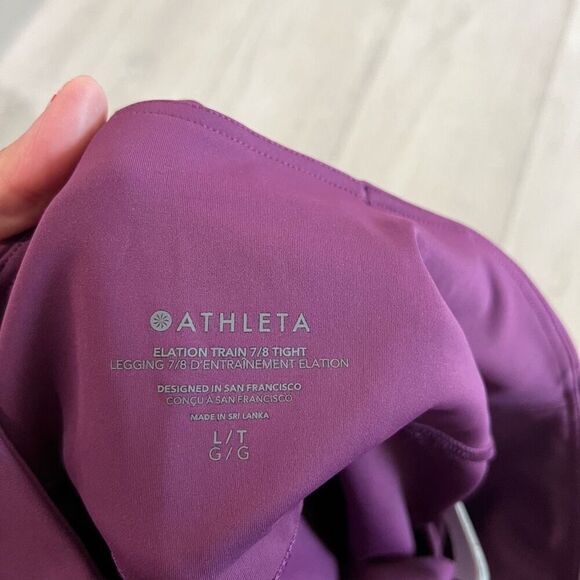 ATHLETA
ELATION TRAIN 7/8 TIGHT
LEGGING 7/8 D'ENTRAÎNEMENT ELATION
DESIGNED IN SAN FRANCISCO
CONÇU À SAN FRANCISCO
MADE IN SRI LANKA
L/T
G/G